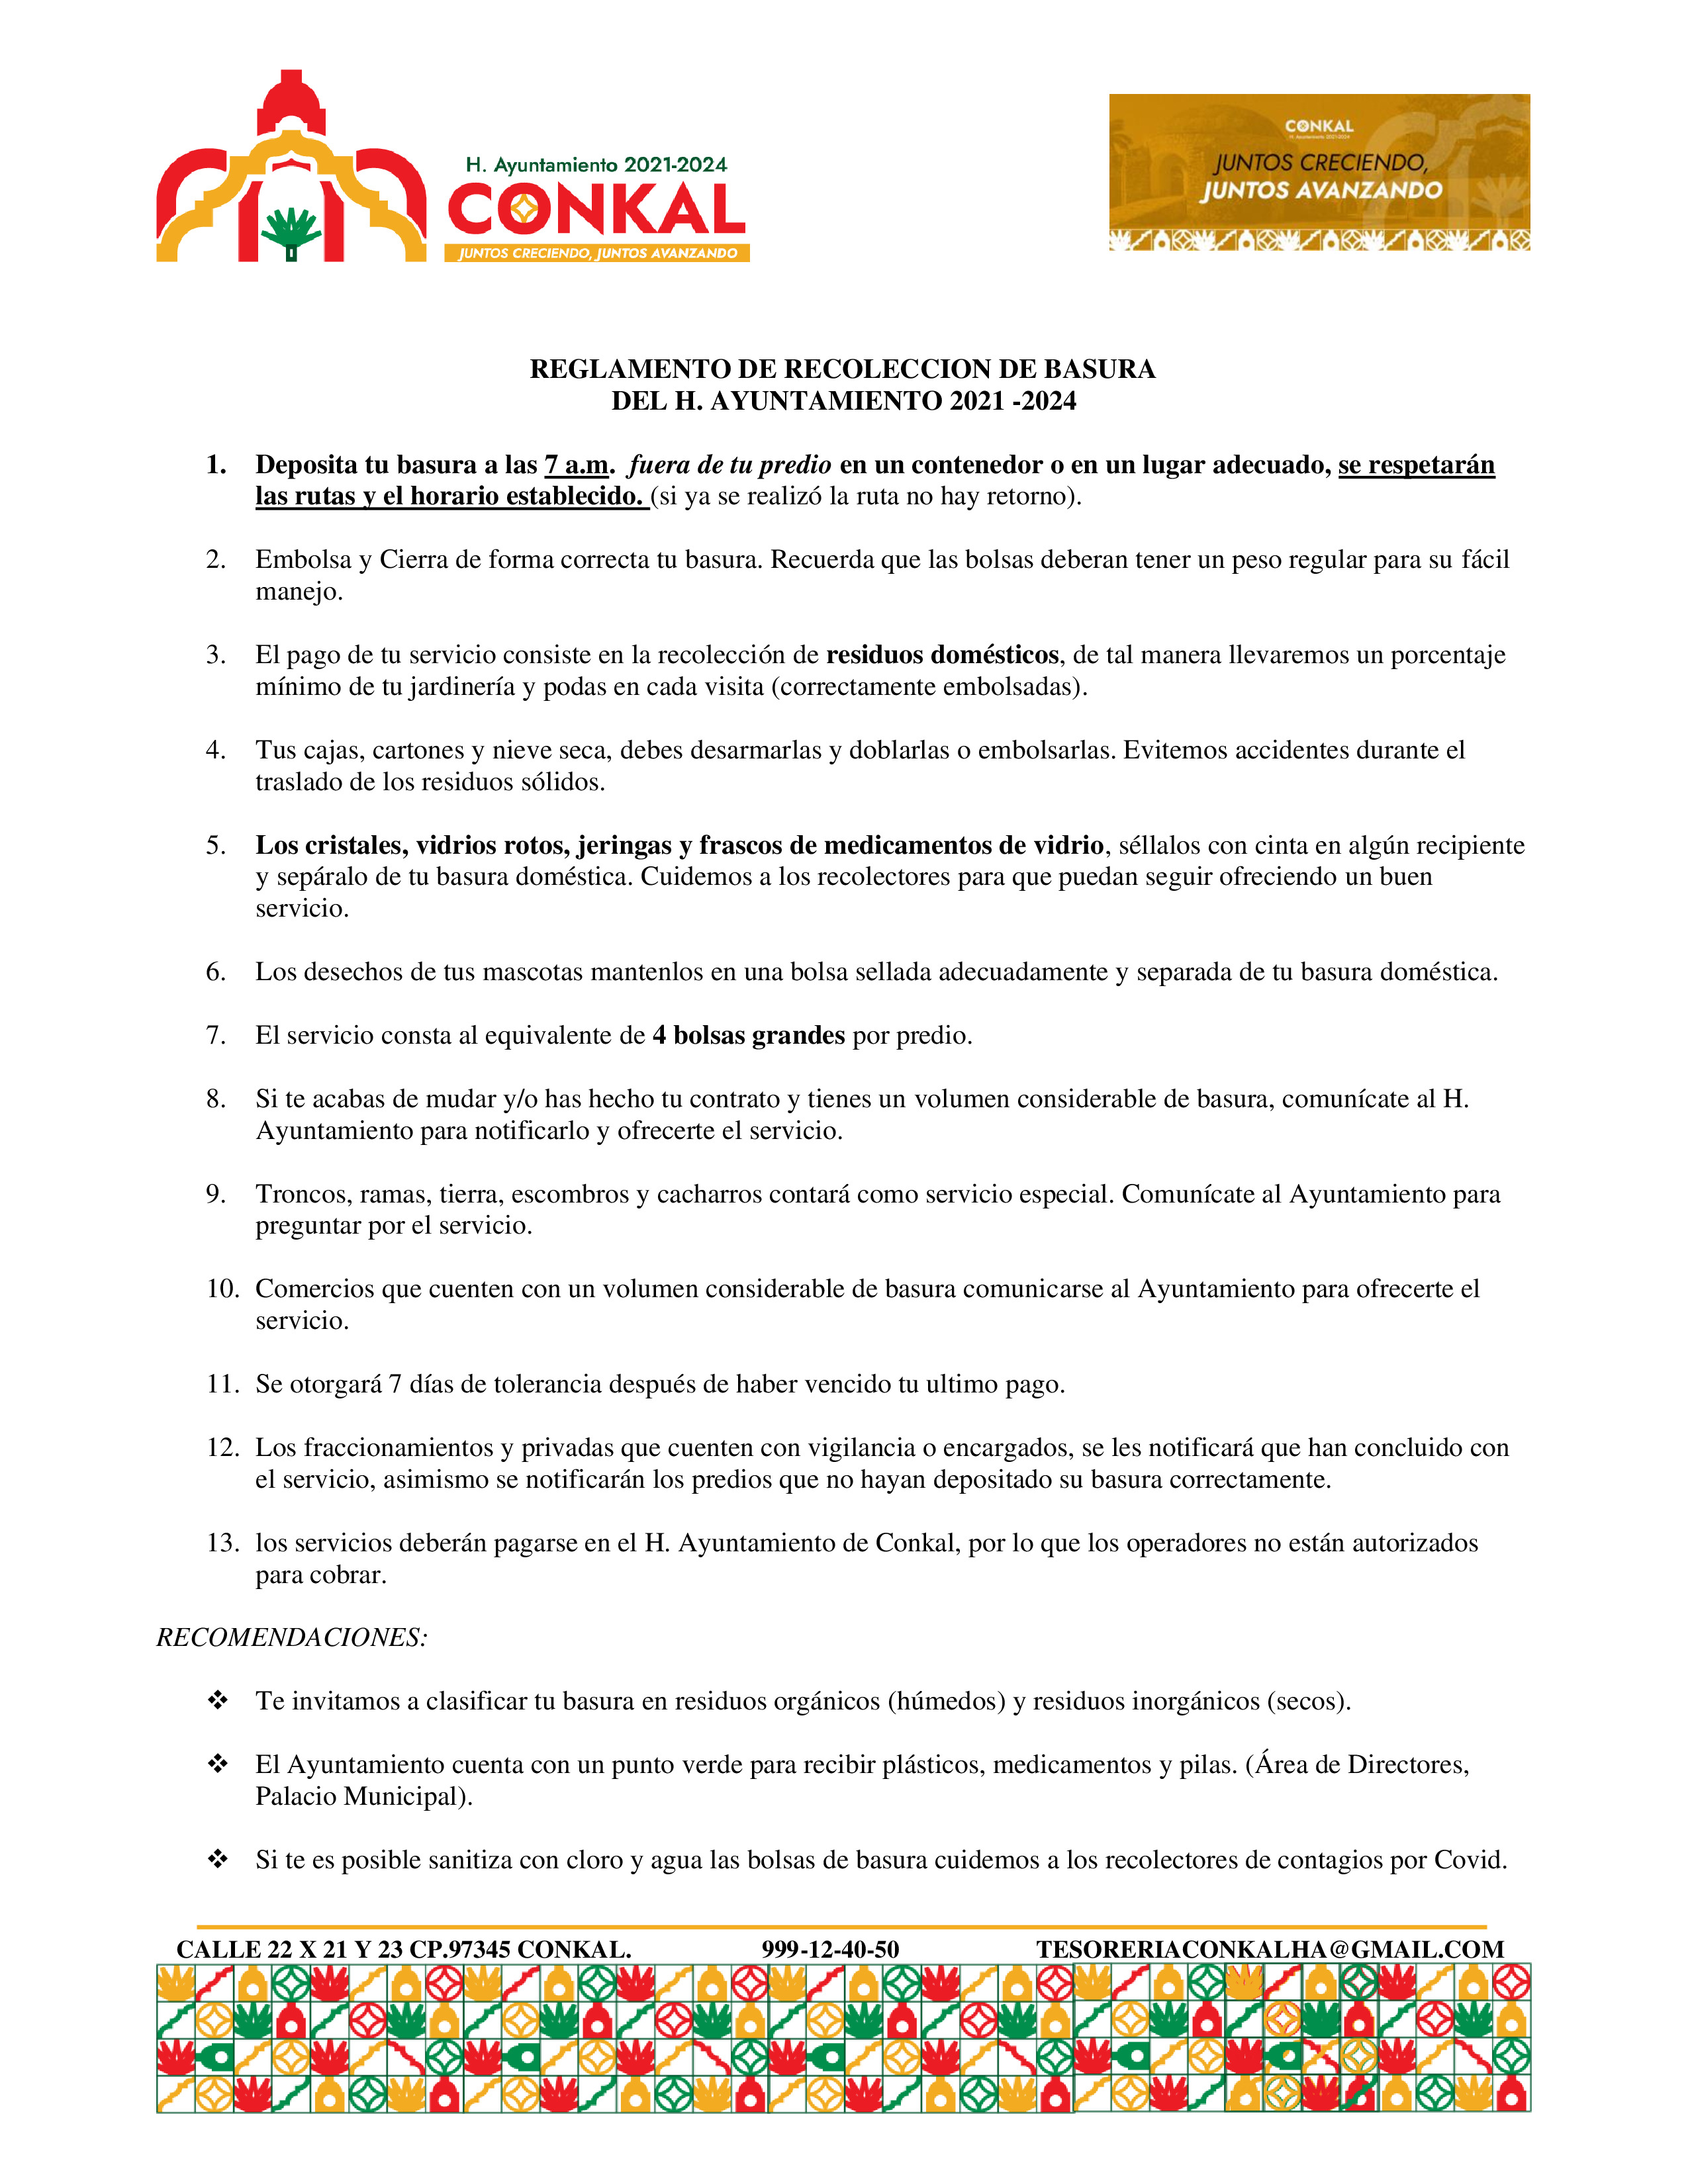 H. Ayuntamiento 2021-2024
CONKAL
JUNTOS CRECIENDO, JUNTOS AVANZANDO
CONKAL
H. Ayuntamiento 2021-2024
JUNTOS CRECIENDO,
JUNTOS AVANZANDO
REGLAMENTO DE RECOLECCION DE BASURA
DEL H. AYUNTAMIENTO 2021 -2024
1. Deposita tu basura a las 7 a.m. fuera de tu predio en un contenedor o en un lugar adecuado, se respetarán
las rutas y el horario establecido. (si ya se realizó la ruta no hay retorno).
2. Embolsa y Cierra de forma correcta tu basura. Recuerda que las bolsas deberan tener un peso regular para su fácil
manejo.
3. El pago de tu servicio consiste en la recolección de residuos domésticos, de tal manera llevaremos un porcentaje
mínimo de tu jardinería y podas en cada visita (correctamente embolsadas).
4. Tus cajas, cartones y nieve seca, debes desarmarlas y doblarlas o embolsarlas. Evitemos accidentes durante el
traslado de los residuos sólidos.
5. Los cristales, vidrios rotos, jeringas y frascos de medicamentos de vidrio, séllalos con cinta en algún recipiente
y sepáralo de tu basura doméstica. Cuidemos a los recolectores para que puedan seguir ofreciendo un buen
servicio.
6. Los desechos de tus mascotas mantenlos en una bolsa sellada adecuadamente y separada de tu basura doméstica.
7. El servicio consta al equivalente de 4 bolsas grandes por predio.
8. Si te acabas de mudar y/o has hecho tu contrato y tienes un volumen considerable de basura, comunícate al H.
Ayuntamiento para notificarlo y ofrecerte el servicio.
9. Troncos, ramas, tierra, escombros y cacharros contará como servicio especial. Comunícate al Ayuntamiento para
preguntar por el servicio.
10. Comercios que cuenten con un volumen considerable de basura comunicarse al Ayuntamiento para ofrecerte el
servicio.
11. Se otorgará 7 días de tolerancia después de haber vencido tu ultimo pago.
12. Los fraccionamientos y privadas que cuenten con vigilancia o encargados, se les notificará que han concluido con
el servicio, asimismo se notificarán los predios que no hayan depositado su basura correctamente.
13. los servicios deberán pagarse en el H. Ayuntamiento de Conkal, por lo que los operadores no están autorizados
para cobrar.
RECOMENDACIONES:
❖ Te invitamos a clasificar tu basura en residuos orgánicos (húmedos) y residuos inorgánicos (secos).
❖ El Ayuntamiento cuenta con un punto verde para recibir plásticos, medicamentos y pilas. (Área de Directores,
Palacio Municipal).
❖ Si te es posible sanitiza con cloro y agua las bolsas de basura cuidemos a los recolectores de contagios por Covid.
CALLE 22 X 21 Y 23 CP.97345 CONKAL. 999-12-40-50 TESORERIACONKALHA@GMAIL.COM